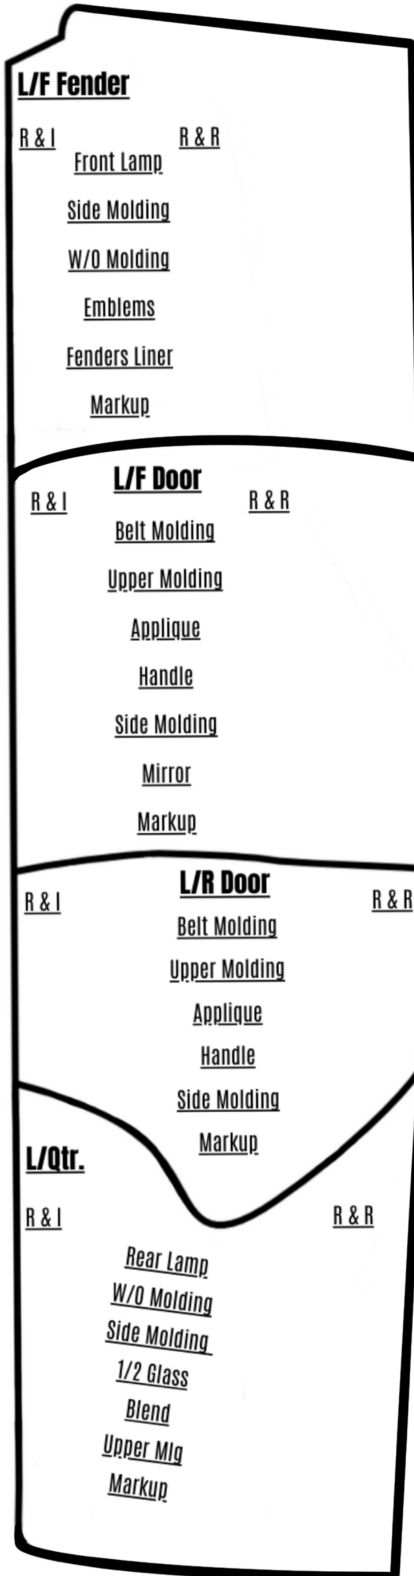 L/F Fender
R & I R & R
Front Lamp
Side Molding
W/O Molding
Emblems
Fenders Liner
Markup
L/F Door
R & I R & R
Belt Molding
Upper Molding
Applique
Handle
Side Molding
Mirror
Markup
L/R Door
R & I R & R
Belt Molding
Upper Molding
Applique
Handle
Side Molding
Markup
L/Qtr.
R & I R & R
Rear Lamp
W/O Molding
Side Molding
1/2 Glass
Blend
Upper Mlg
Markup